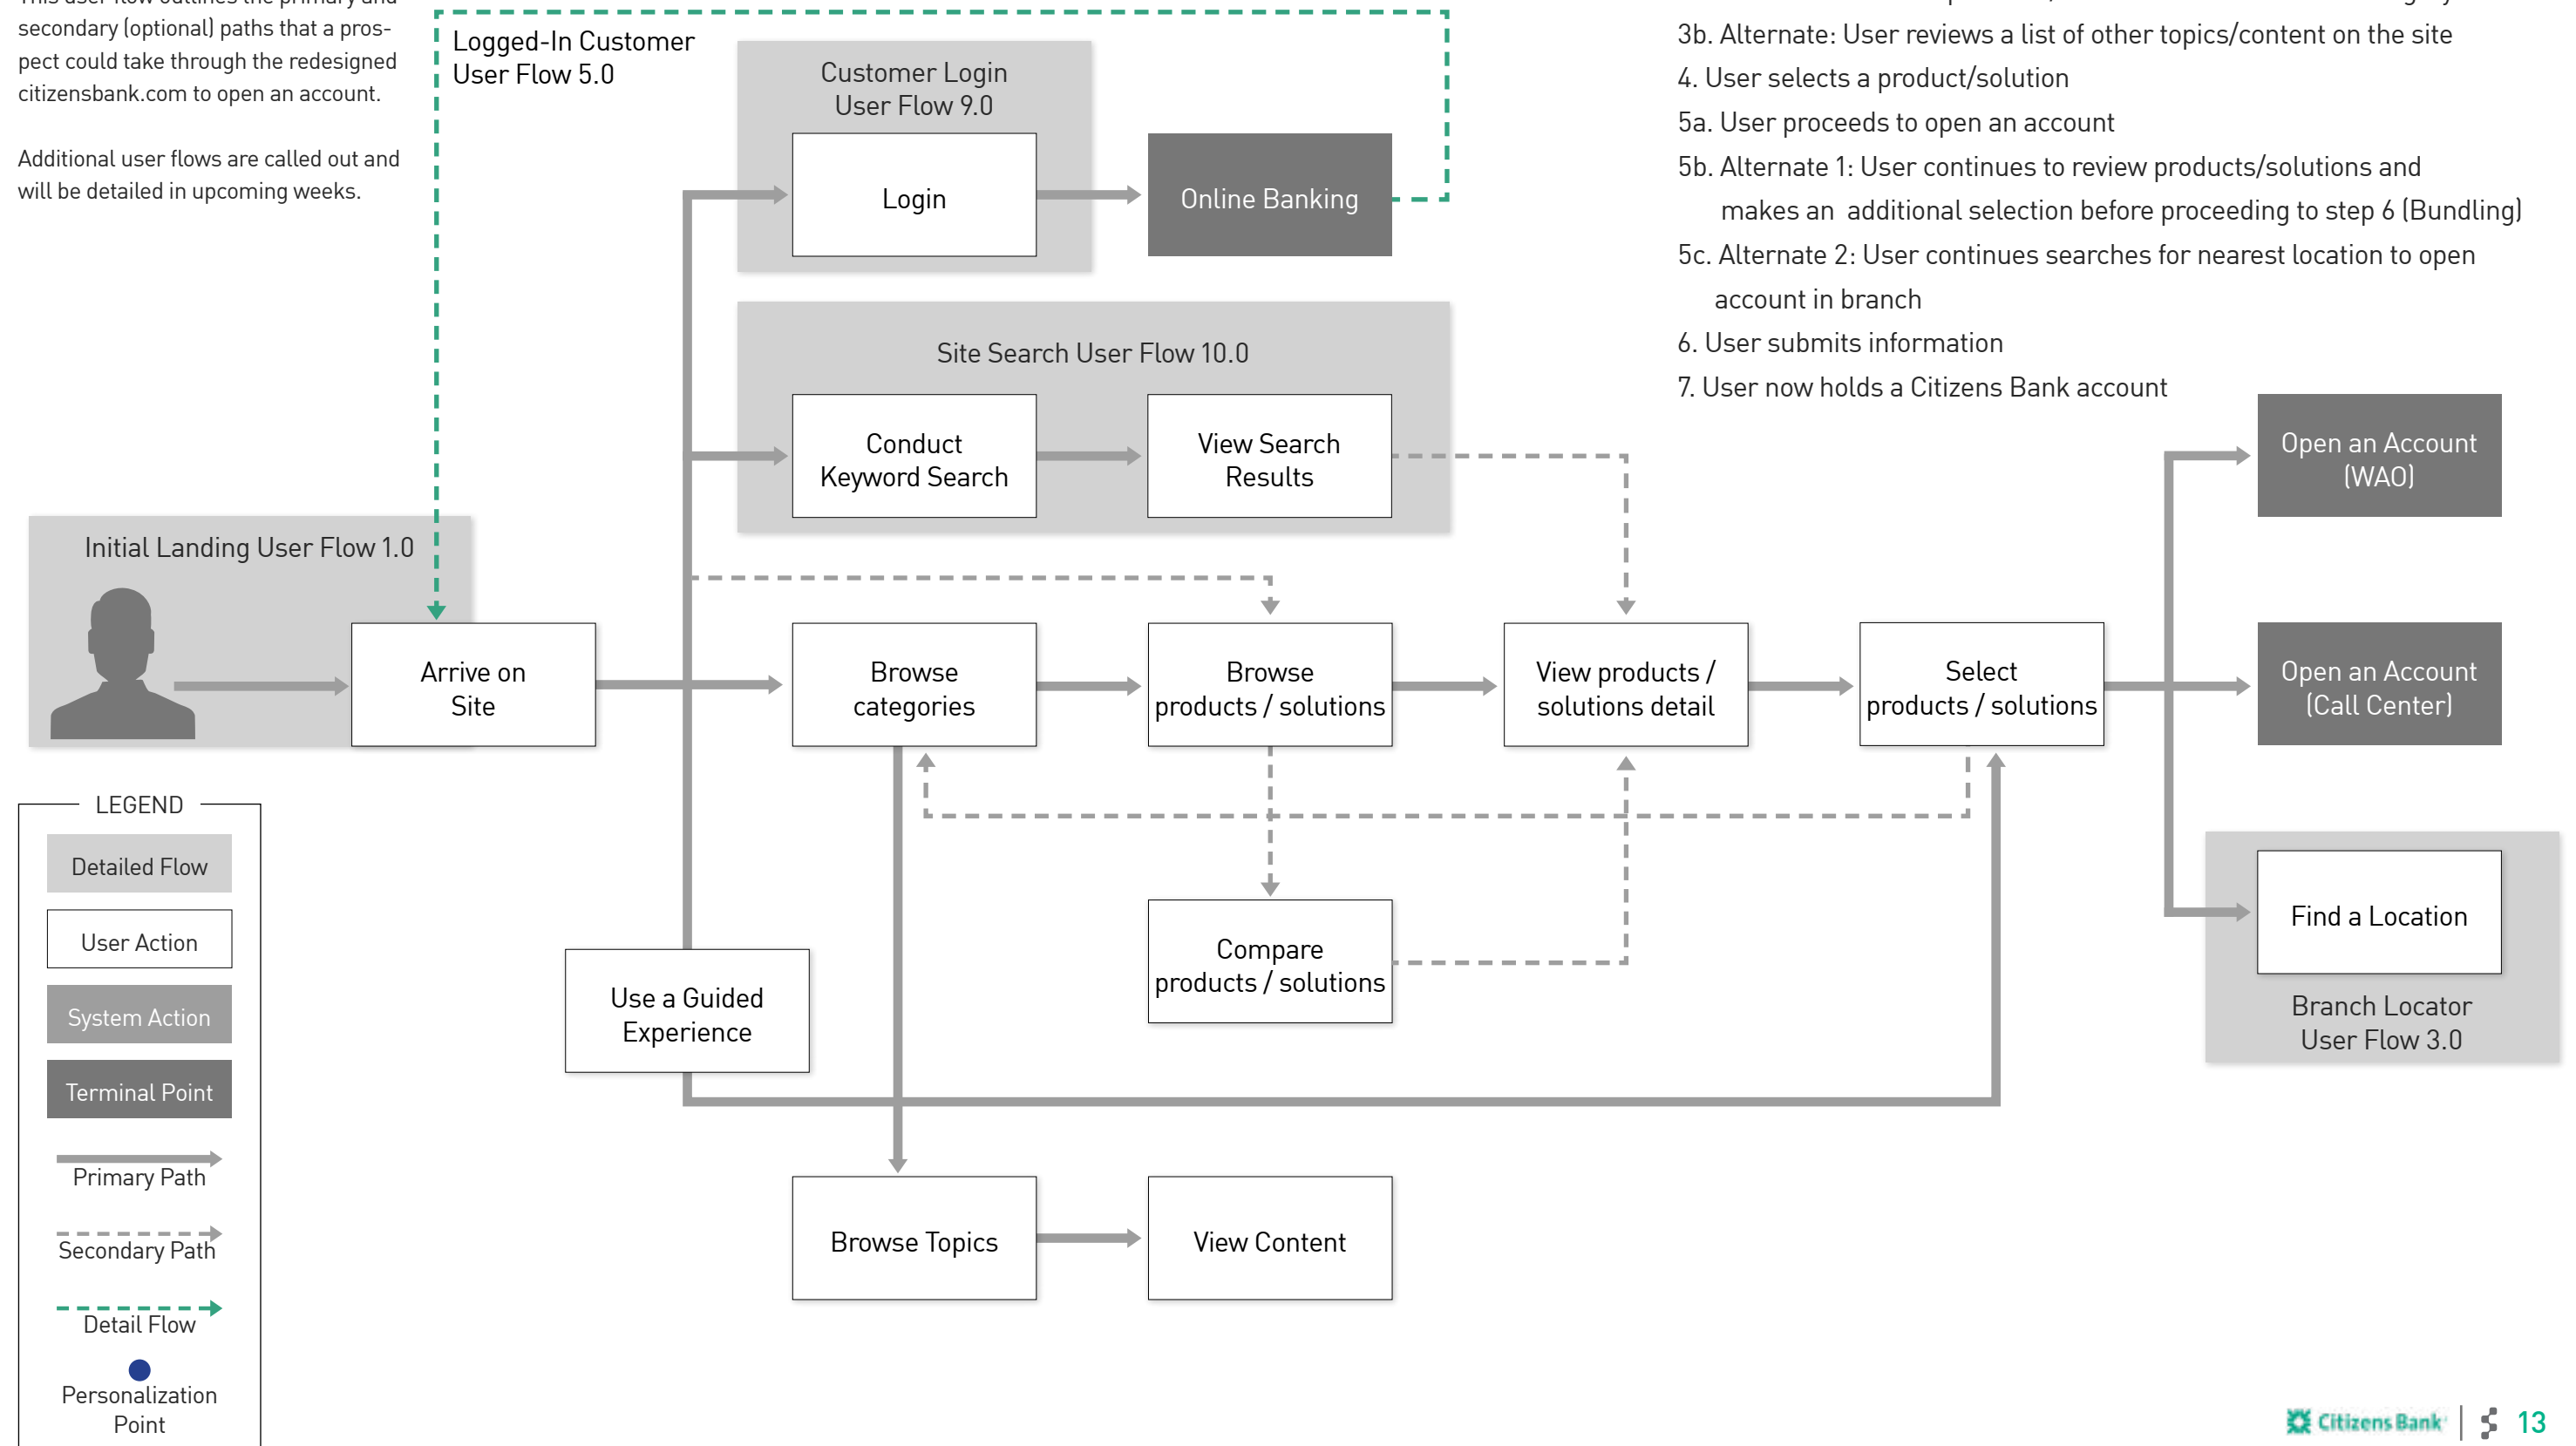 This user flow outlines the primary and
secondary (optional) paths that a pros-
pect could take through the redesigned
citizensbank.com to open an account.
Additional user flows are called out and
will be detailed in upcoming weeks.
Logged-In Customer
User Flow 5.0
Customer Login
User Flow 9.0
Login
Online Banking
3b. Alternate: User reviews a list of other topics/content on the site
4. User selects a product/solution
5a. User proceeds to open an account
5b. Alternate 1: User continues to review products/solutions and
makes an additional selection before proceeding to step 6 (Bundling)
5c. Alternate 2: User continues searches for nearest location to open
account in branch
6. User submits information
7. User now holds a Citizens Bank account
Site Search User Flow 10.0
Conduct
Keyword Search
View Search
Results
Open an Account
(WAO)
Initial Landing User Flow 1.0
Arrive on
Site
Browse
categories
Browse
products / solutions
View products /
solutions detail
Select
products / solutions
Open an Account
(Call Center)
Use a Guided
Experience
Compare
products / solutions
Find a Location
Branch Locator
User Flow 3.0
Browse Topics
View Content
LEGEND
Detailed Flow
User Action
System Action
Terminal Point
Primary Path
Secondary Path
Detail Flow
Personalization
Point
Citizens Bank
13